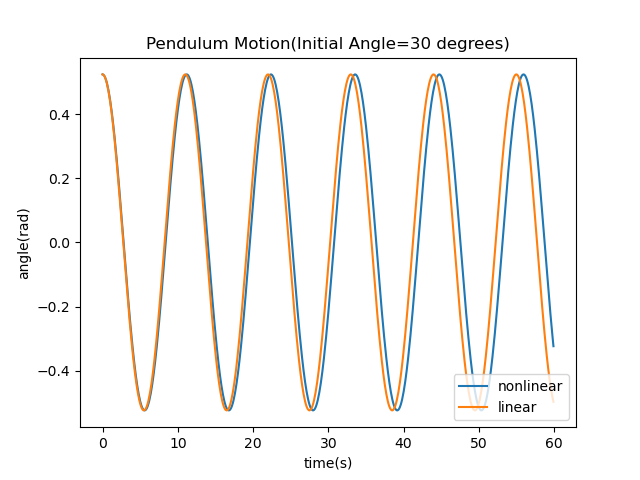 Pendulum Motion(Initial Angle=30 degrees)
0.4
0.2
0.0
−0.2
−0.4
angle(rad)
nonlinear
linear
0 10 20 30 40 50 60
time(s)